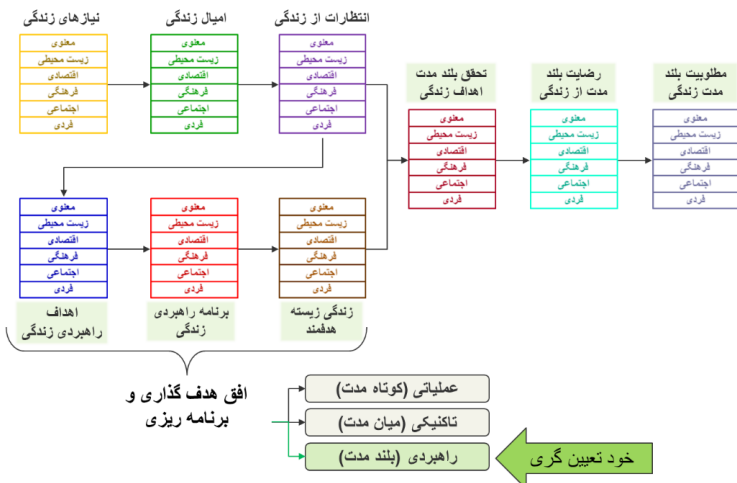 نیازهای زندگی
امیال زندگی
انتظارات از زندگی
معنوی
زیست محیطی
اقتصادی
فرهنگی
اجتماعی
فردی
معنوی
زیست محیطی
اقتصادی
فرهنگی
اجتماعی
فردی
معنوی
زیست محیطی
اقتصادی
فرهنگی
اجتماعی
فردی
تحقق بلند مدت
اهداف زندگی
معنوی
زیست محیطی
اقتصادی
فرهنگی
اجتماعی
فردی
رضایت بلند
مدت از زندگی
معنوی
زیست محیطی
اقتصادی
فرهنگی
اجتماعی
فردی
مطلوبیت بلند
مدت زندگی
معنوی
زیست محیطی
اقتصادی
فرهنگی
اجتماعی
فردی
معنوی
زیست محیطی
اقتصادی
فرهنگی
اجتماعی
فردی
اهداف
راهبردی زندگی
معنوی
زیست محیطی
اقتصادی
فرهنگی
اجتماعی
فردی
برنامه راهبردی
زندگی
معنوی
زیست محیطی
اقتصادی
فرهنگی
اجتماعی
فردی
زندگی زیسته
هدفمند
افق هدف گذاری و
برنامه ریزی
عملیاتی (کوتاه مدت)
تاکتیکی (میان مدت)
راهبردی (بلند مدت)
خود تعیین گری